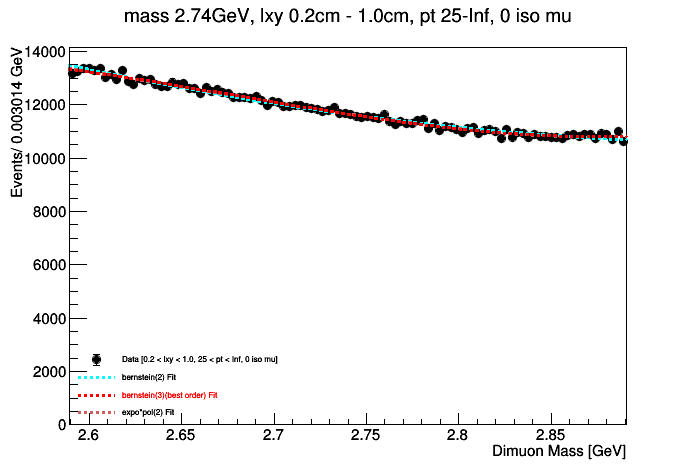 mass 2.74GeV, lxy 0.2cm - 1.0cm, pt 25-Inf, 0 iso mu
Events/ 0.003014 GeV
14000
12000
10000
8000
6000
4000
2000
0
Data [0.2 < lxy < 1.0, 25 < pt < Inf, 0 iso mu]
bernstein(2) Fit
bernstein(3)(best order) Fit
expo*pol(2) Fit
2.6 2.65 2.7 2.75 2.8 2.85
Dimuon Mass [GeV]